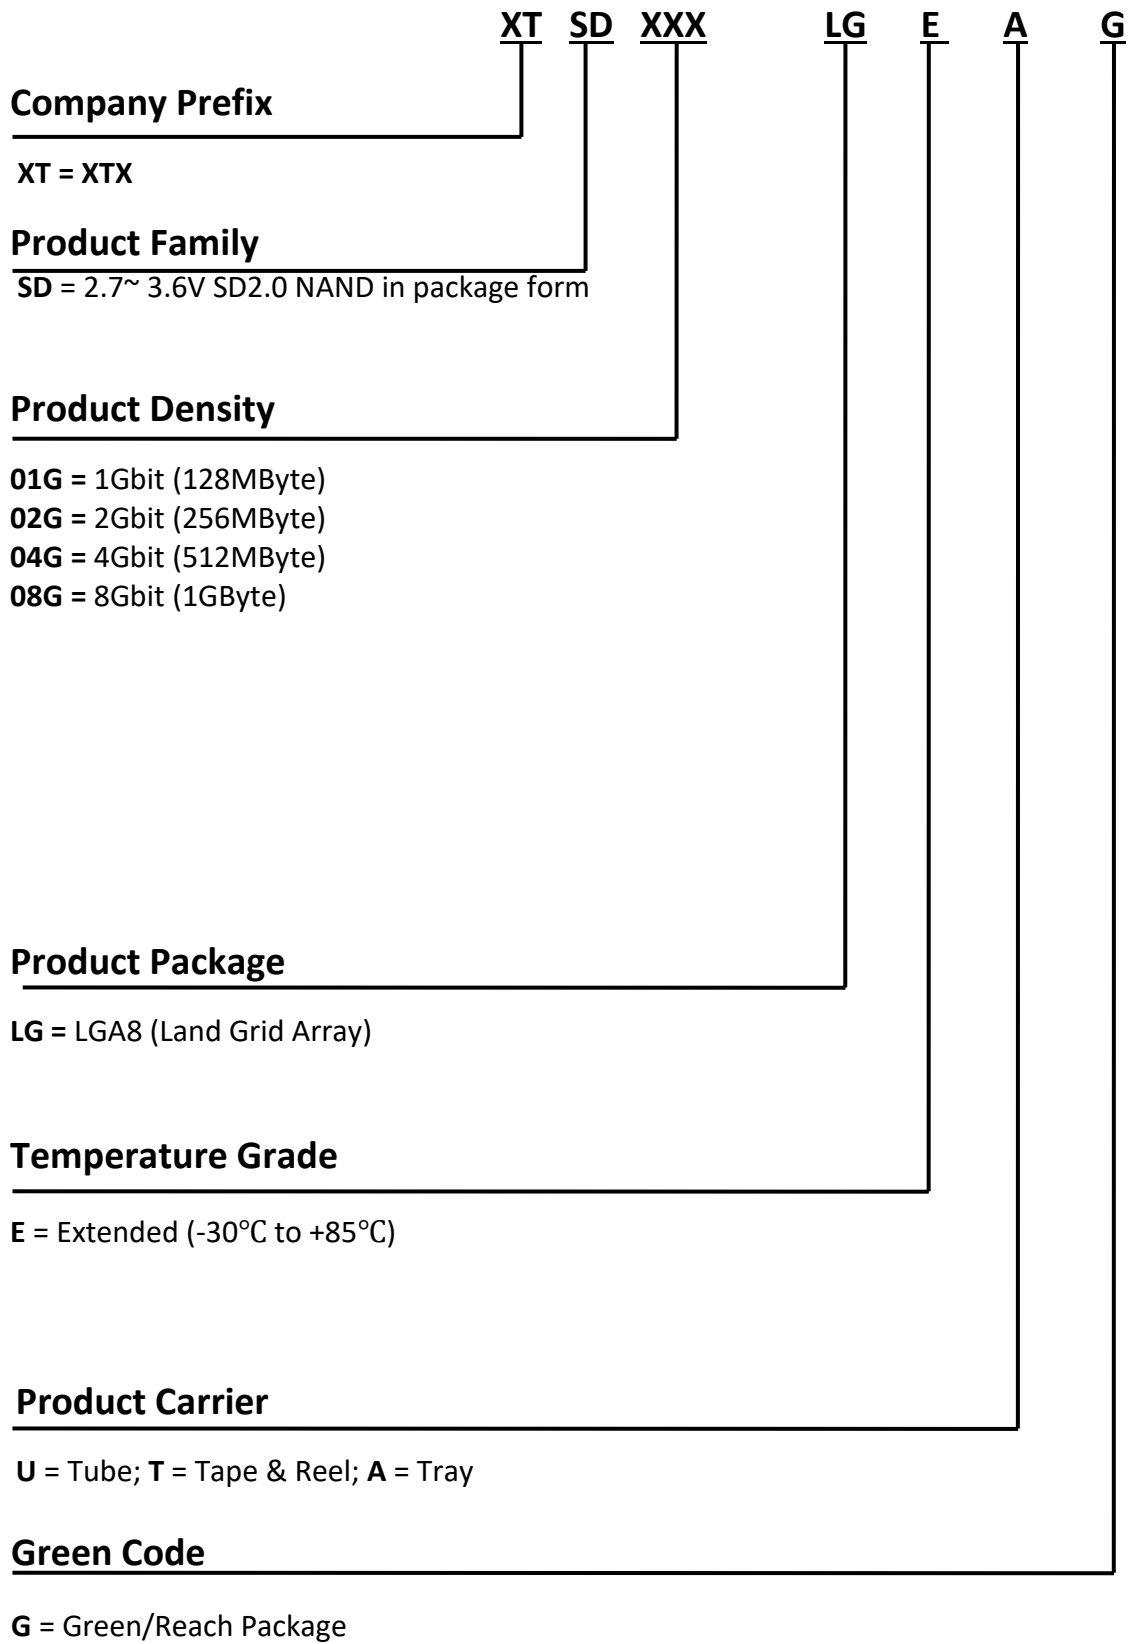 XT SD XXX LG E A G
Company Prefix
XT = XTX
Product Family
SD = 2.7~ 3.6V SD2.0 NAND in package form
Product Density
01G = 1Gbit (128MByte)
02G = 2Gbit (256MByte)
04G = 4Gbit (512MByte)
08G = 8Gbit (1GByte)
Product Package
LG = LGA8 (Land Grid Array)
Temperature Grade
E = Extended (-30℃ to +85℃)
Product Carrier
U = Tube; T = Tape & Reel; A = Tray
Green Code
G = Green/Reach Package